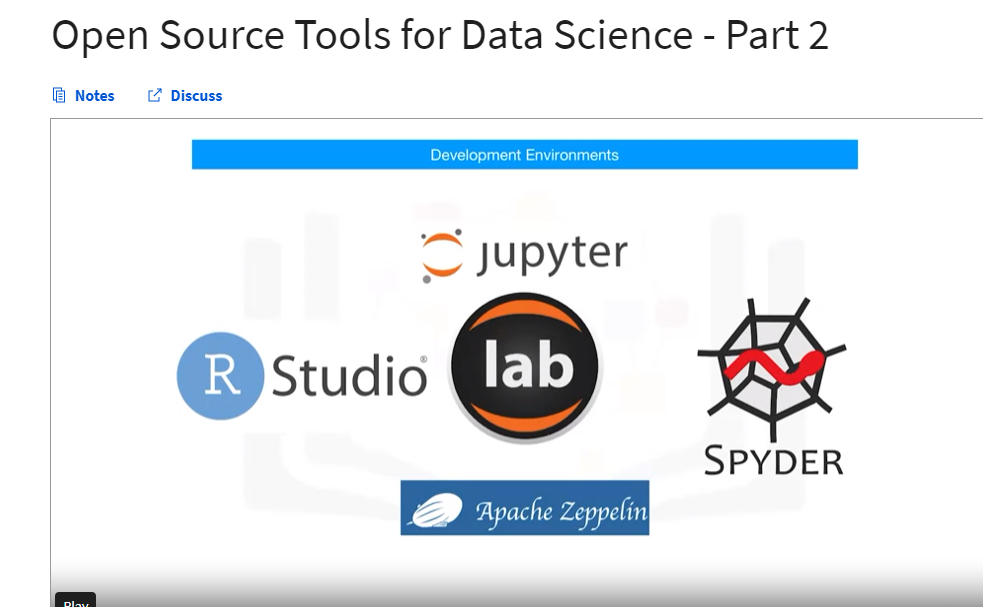 Open Source Tools for Data Science - Part 2
Notes
Discuss
Development Environments
jupyter
R Studio®
lab
SPYDER
Apache Zeppelin
Play